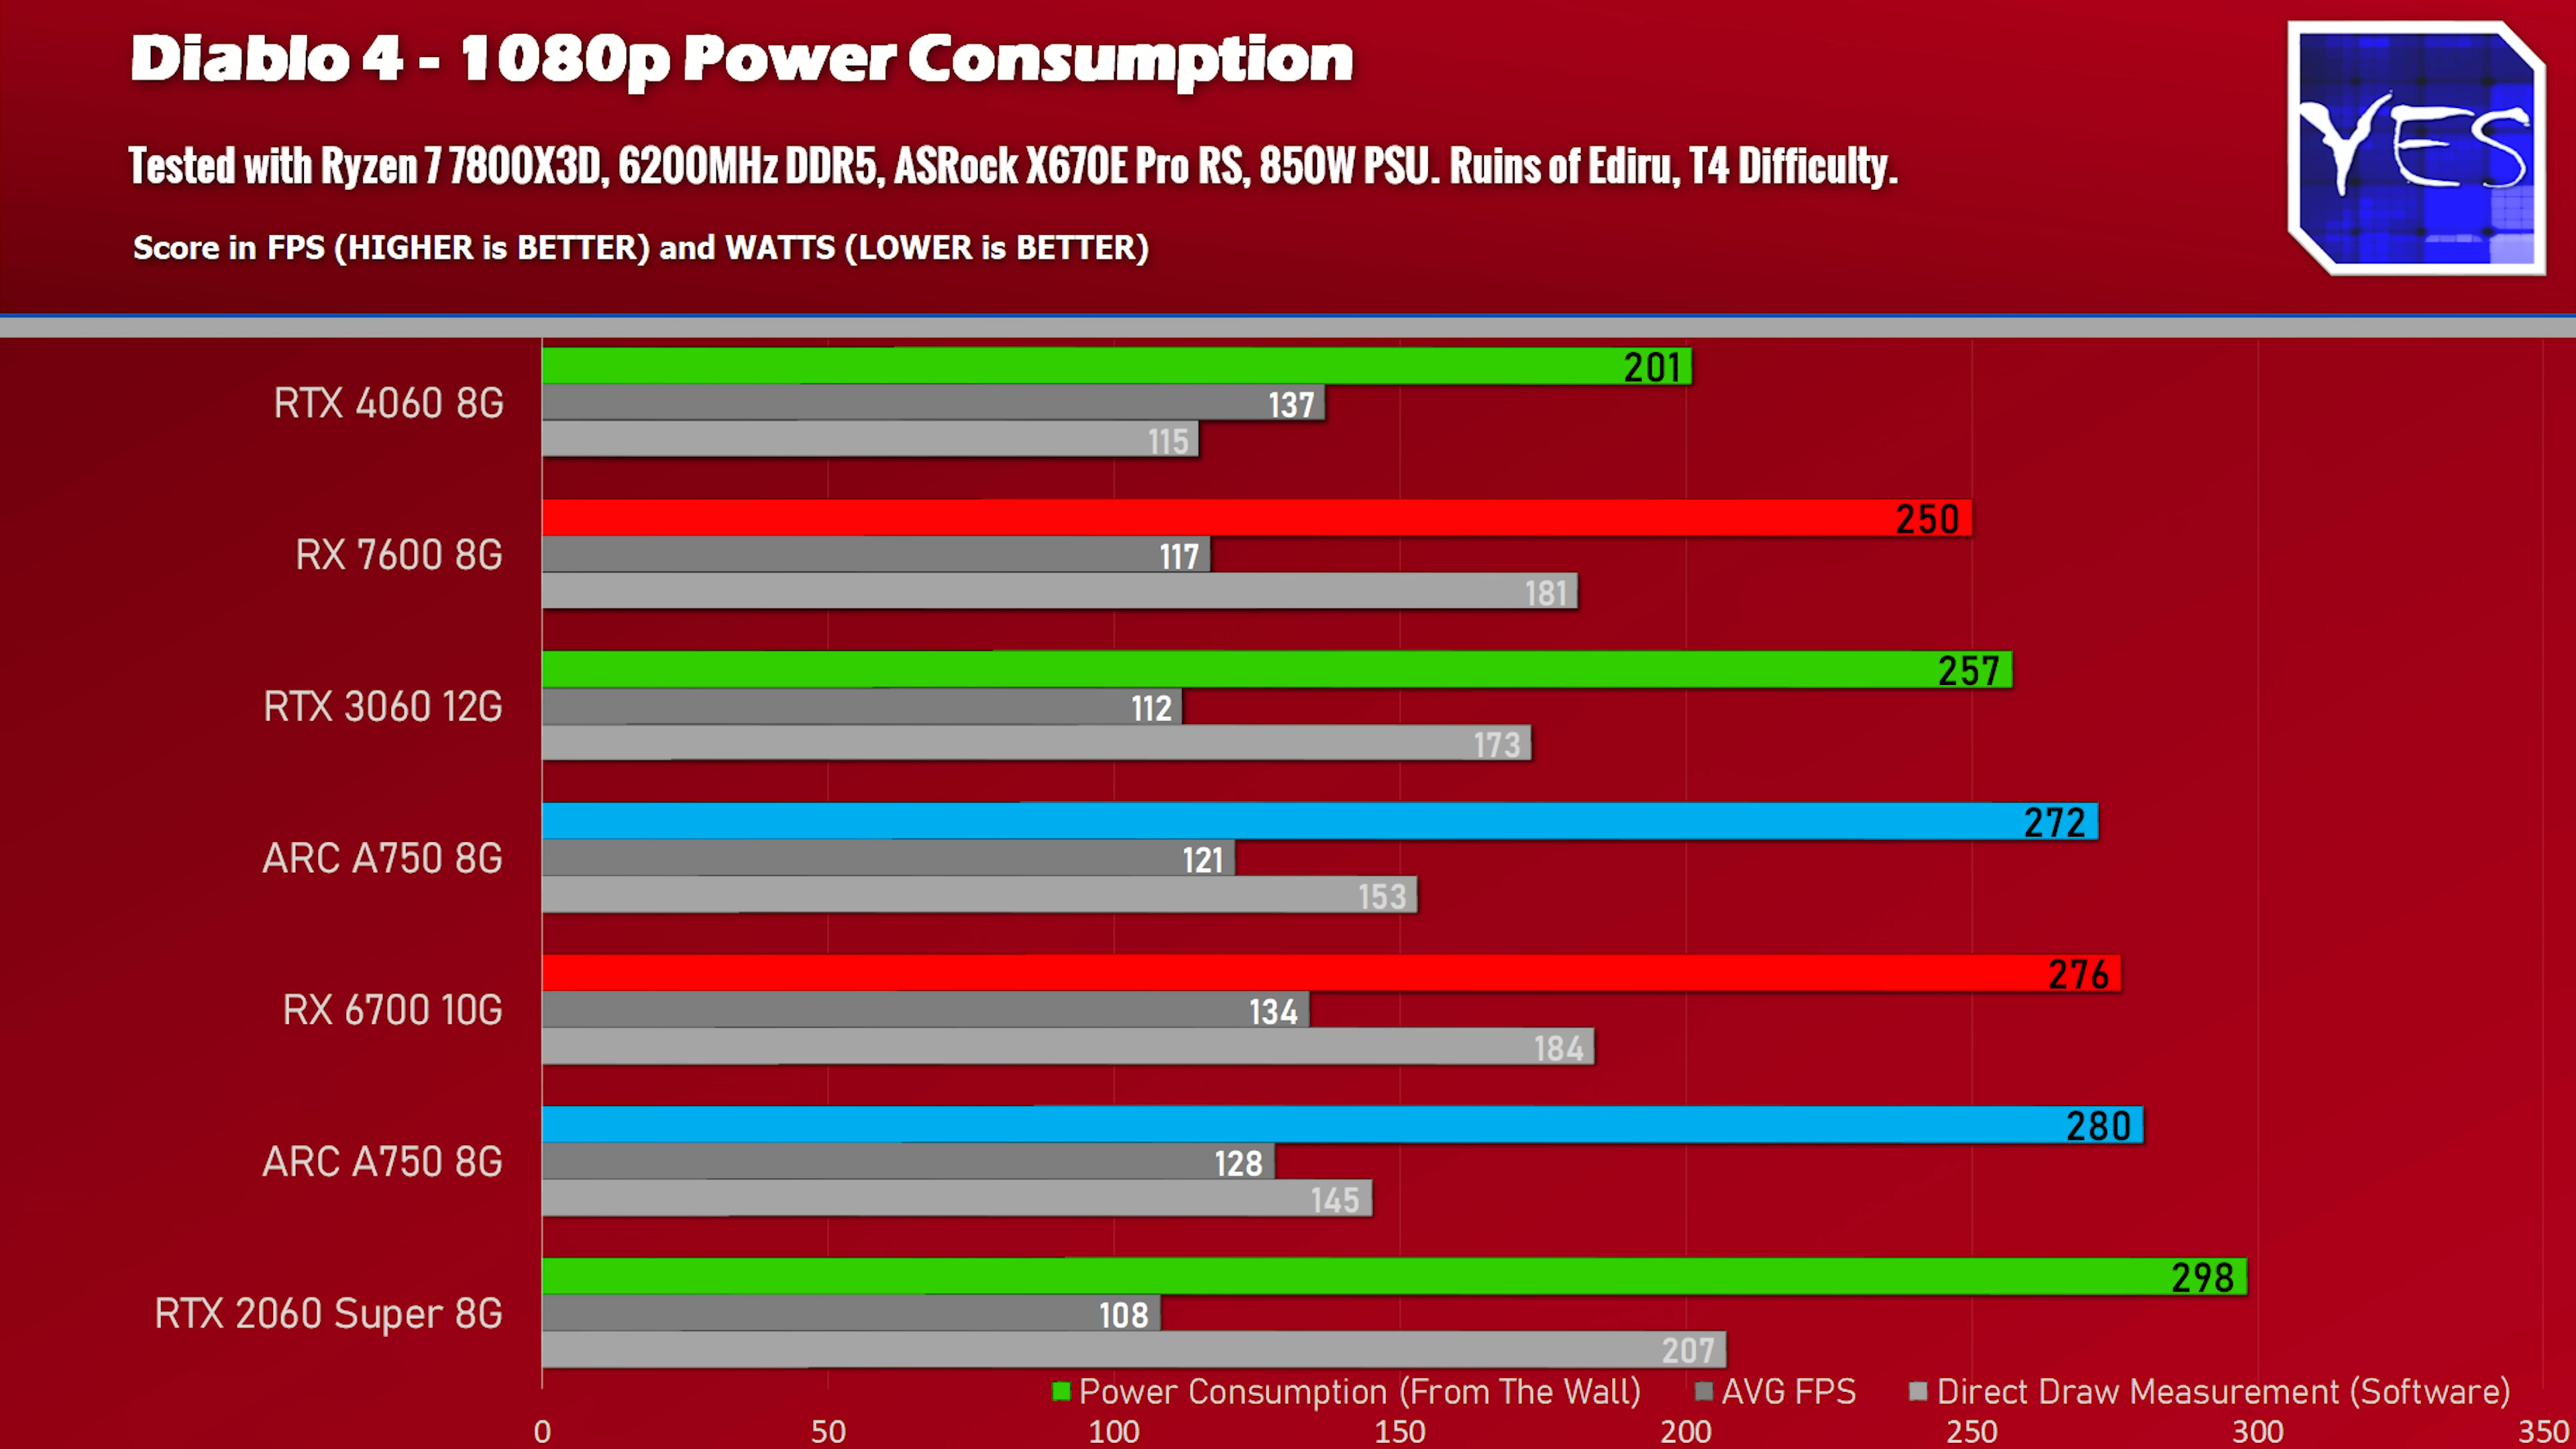 Diablo 4 - 1080p Power Consumption
YES
Tested with Ryzen 7 7800X3D, 6200MHz DDR5, ASRock X670E Pro RS, 850W PSU. Ruins of Ediru, T4 Difficulty.
Score in FPS (HIGHER is BETTER) and WATTS (LOWER is BETTER)
201
RTX 4060 8G 137
115
250
RX 7600 8G 117
181
257
RTX 3060 12G 112
173
272
ARC A750 8G 121
153
276
RX 6700 10G 134
184
280
ARC A750 8G 128
145
298
RTX 2060 Super 8G 108
207
Power Consumption (From The Wall) AVG FPS Direct Draw Measurement (Software)
0 50 100 150 200 250 300 350